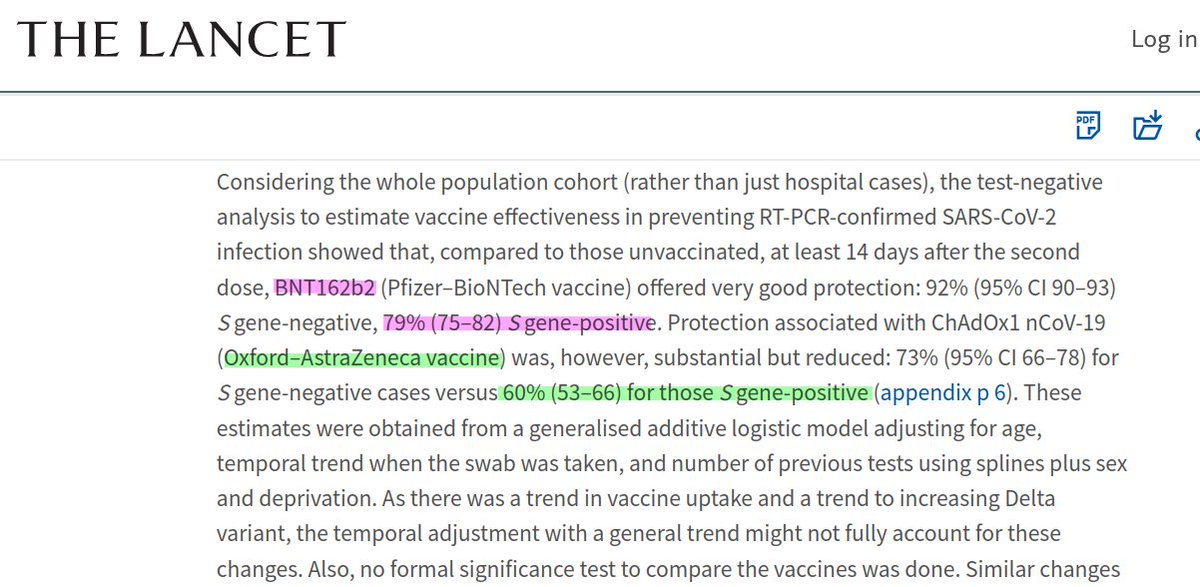 THE LANCET
Log in
PDF
Considering the whole population cohort (rather than just hospital cases), the test-negative
analysis to estimate vaccine effectiveness in preventing RT-PCR-confirmed SARS-CoV-2
infection showed that, compared to those unvaccinated, at least 14 days after the second
dose, BNT162b2 (Pfizer–BioNTech vaccine) offered very good protection: 92% (95% CI 90–93)
S gene-negative, 79% (75–82) S gene-positive. Protection associated with ChAdOx1 nCoV-19
(Oxford–AstraZeneca vaccine) was, however, substantial but reduced: 73% (95% CI 66–78) for
S gene-negative cases versus 60% (53–66) for those S gene-positive (appendix p 6). These
estimates were obtained from a generalised additive logistic model adjusting for age,
temporal trend when the swab was taken, and number of previous tests using splines plus sex
and deprivation. As there was a trend in vaccine uptake and a trend to increasing Delta
variant, the temporal adjustment with a general trend might not fully account for these
changes. Also, no formal significance test to compare the vaccines was done. Similar changes